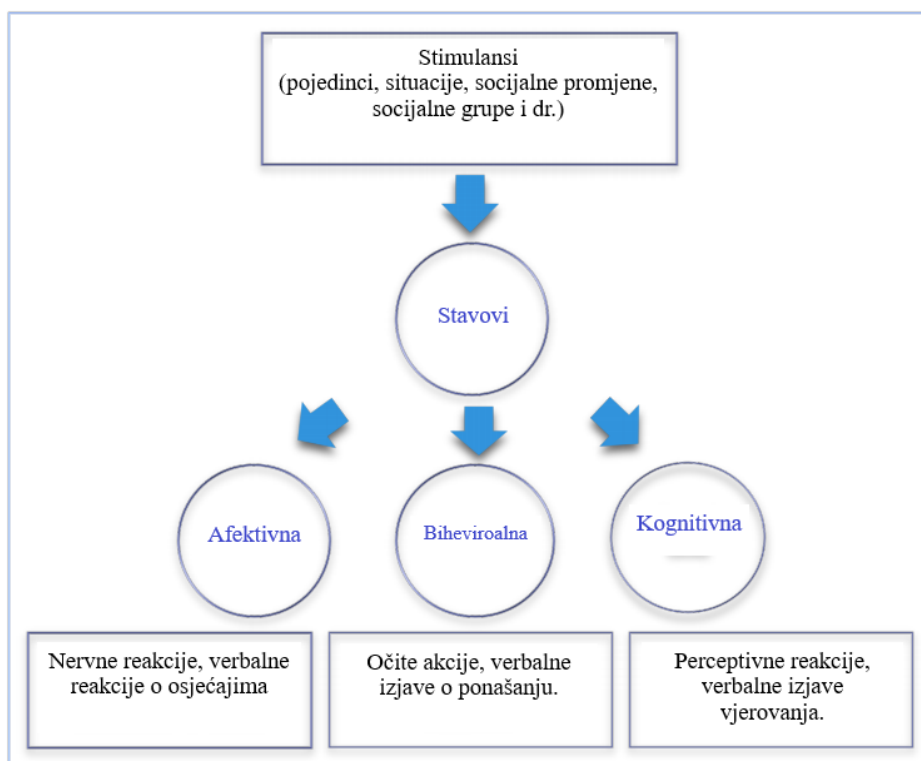 Stimulansi
(pojedinci, situacije, socijalne promjene,
socijalne grupe i dr.)
Stavovi
Afektivna
Biheviroalna
Kognitivna
Nervne reakcije, verbalne
reakcije o osjećajima
Očite akcije, verbalne
izjave o ponašanju.
Perceptivne reakcije,
verbalne izjave
vjerovanja.